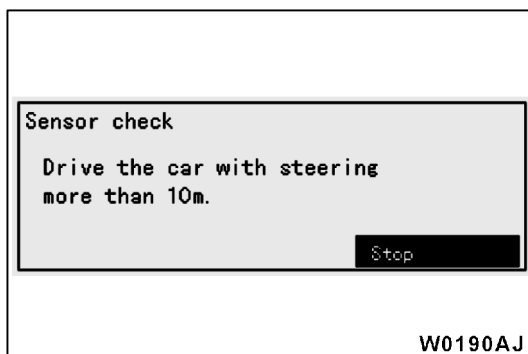 Sensor check
Drive the car with steering
more than 10m.
Stop
W0190AJ